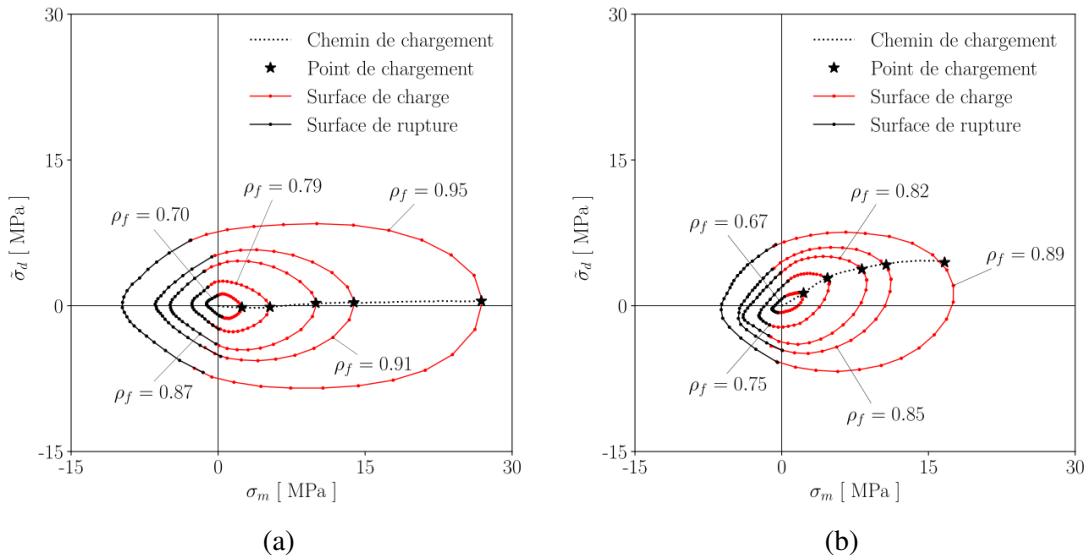 30
Chemin de chargement
Point de chargement
Surface de charge
Surface de rupture
15
ρf = 0.79
ρf = 0.95
ρf = 0.70
σ̃d [ MPa]
0
ρf = 0.91
ρf = 0.87
-15
-15
0
15
30
σm [ MPa]
(a)
30
Chemin de chargement
Point de chargement
Surface de charge
Surface de rupture
15
ρf = 0.82
ρf = 0.67
σ̃d [ MPa]
ρf = 0.89
0
ρf = 0.75
ρf = 0.85
-15
-15
0
15
30
σm [ MPa]
(b)